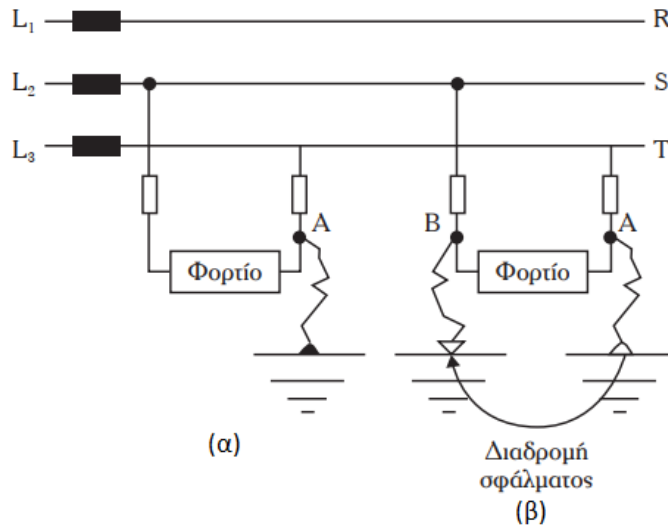 L₁ R
L₂ S
L₃ T
A B A
Φορτίο Φορτίο
(α)
Διαδρομή
σφάλματος
(β)